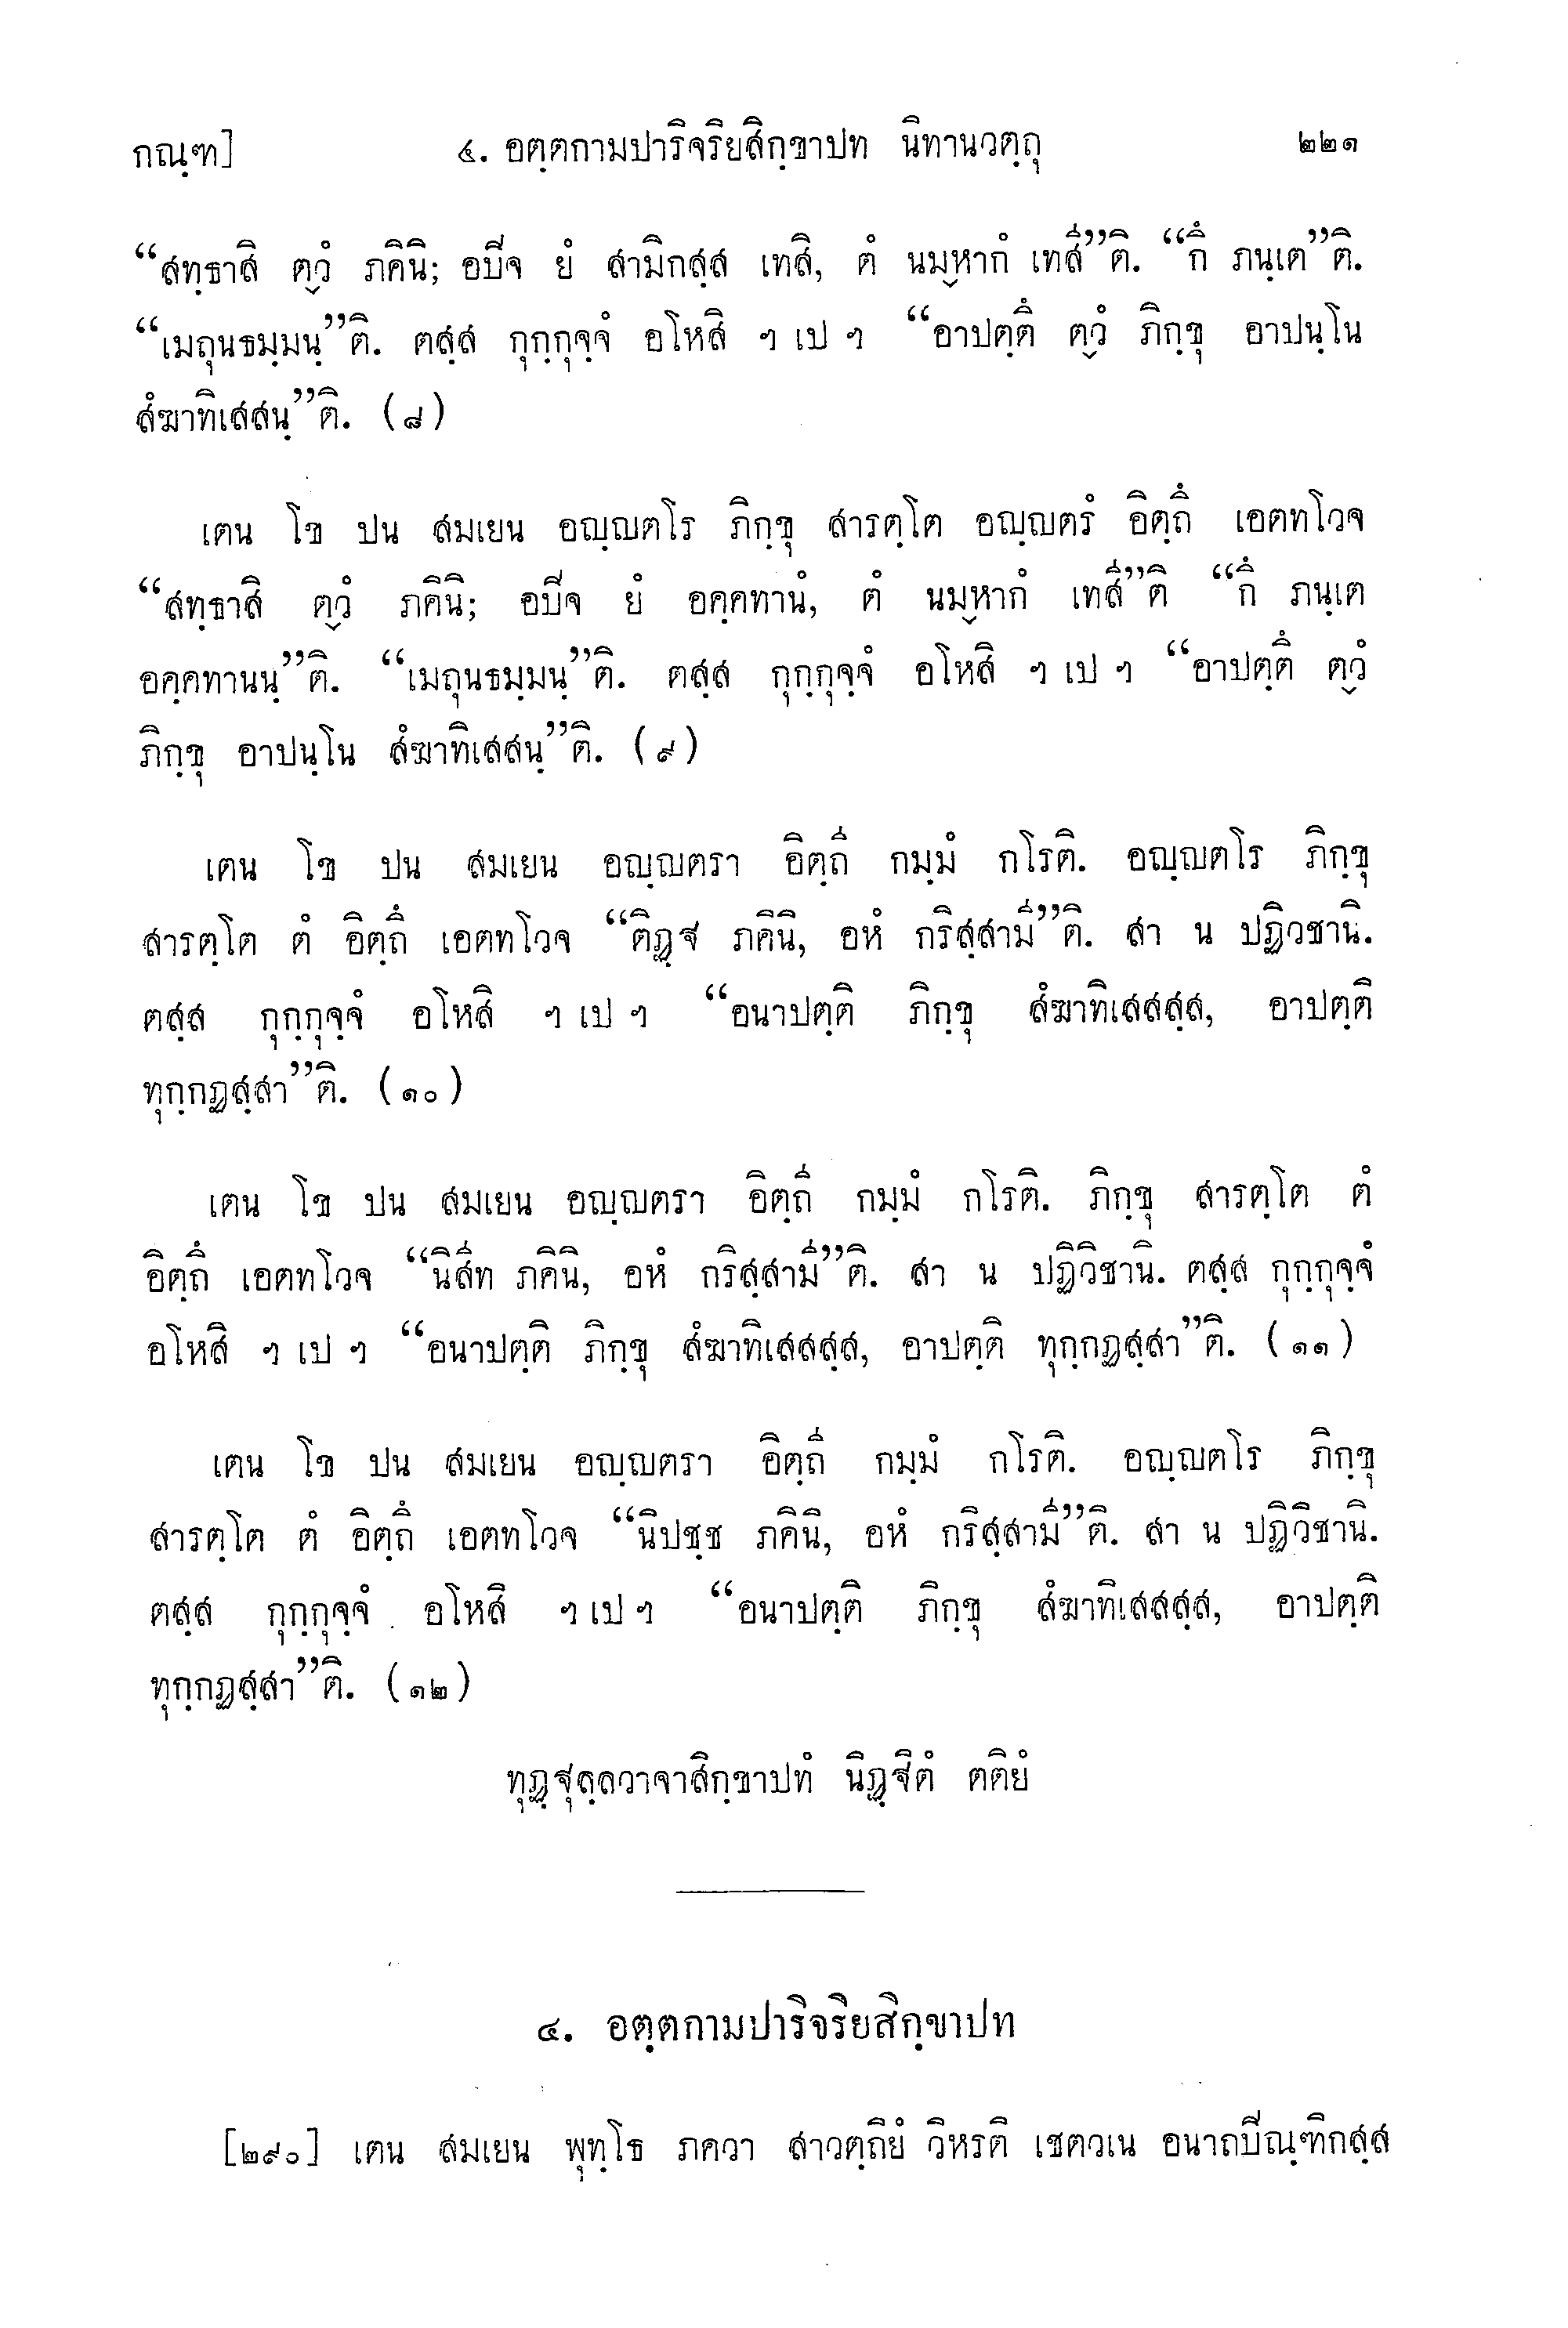 กณฺฑ] ๔. อตฺตกามปาริจริยสิกฺขาปท นิทานวตฺถุ ๒๒๑
“สทฺธาสิ ตฺวํ ภคินิ; อปีจ ยํ สามิกสฺส เทสิ, ตํ นมฺหากํ เทสี”ติ. “กึ ภนฺเต”ติ.
“เมถุนธมฺมนฺ”ติ. ตสฺส กุกฺกุจฺจํ อโหสิ ฯ เป ฯ “อาปตฺตึ ตฺวํ ภิกฺขุ อาปนฺโน
สํฆาทิเสสนฺ”ติ. (๘)
เตน โข ปน สมเยน อญฺญตโร ภิกฺขุ สารตฺโต อญฺญตรํ อิตฺถึ เอตทโวจ
“สทฺธาสิ ตฺวํ ภคินิ; อปีจ ยํ อคฺคทานํ, ตํ นมฺหากํ เทสี”ติ “กึ ภนฺเต
อคฺคทานนฺ”ติ. “เมถุนธมฺมนฺ”ติ. ตสฺส กุกฺกุจฺจํ อโหสิ ฯ เป ฯ “อาปตฺตึ ตฺวํ
ภิกฺขุ อาปนฺโน สํฆาทิเสสนฺ”ติ. (๙)
เตน โข ปน สมเยน อญฺญตรา อิตฺถี กมฺมํ กโรติ. อญฺญตโร ภิกฺขุ
สารตฺโต ตํ อิตฺถึ เอตทโวจ “ติฏฺฐ ภคินิ, อหํ กริสฺสามี”ติ. สา น ปฏิวิชานิ.
ตสฺส กุกฺกุจฺจํ อโหสิ ฯ เป ฯ “อนาปตฺติ ภิกฺขุ สํฆาทิเสสสฺส, อาปตฺติ
ทุกฺกฏสฺสา”ติ. (๑๐)
เตน โข ปน สมเยน อญฺญตรา อิตฺถี กมฺมํ กโรติ. ภิกฺขุ สารตฺโต ตํ
อิตฺถึ เอตทโวจ “นิสีท ภคินิ, อหํ กริสฺสามี”ติ. สา น ปฏิวิชานิ. ตสฺส กุกฺกุจฺจํ
อโหสิ ฯ เป ฯ “อนาปตฺติ ภิกฺขุ สํฆาทิเสสสฺส, อาปตฺติ ทุกฺกฏสฺสา”ติ. (๑๑)
เตน โข ปน สมเยน อญฺญตรา อิตฺถี กมฺมํ กโรติ. อญฺญตโร ภิกฺขุ
สารตฺโต ตํ อิตฺถึ เอตทโวจ “นิปชฺช ภคินิ, อหํ กริสฺสามี”ติ. สา น ปฏิวิชานิ.
ตสฺส กุกฺกุจฺจํ อโหสิ ฯ เป ฯ “อนาปตฺติ ภิกฺขุ สํฆาทิเสสสฺส, อาปตฺติ
ทุกฺกฏสฺสา”ติ. (๑๒)
ทุฏฺฐุลฺลวาจาสิกฺขาปทํ นิฏฺฐิตํ ตติยํ
๔. อตฺตกามปาริจริยสิกฺขาปท
[๒๙๐] เตน สมเยน พุทฺโธ ภควา สาวตฺถิยํ วิหรติ เชตวเน อนาถปีณฺฑิกสฺส